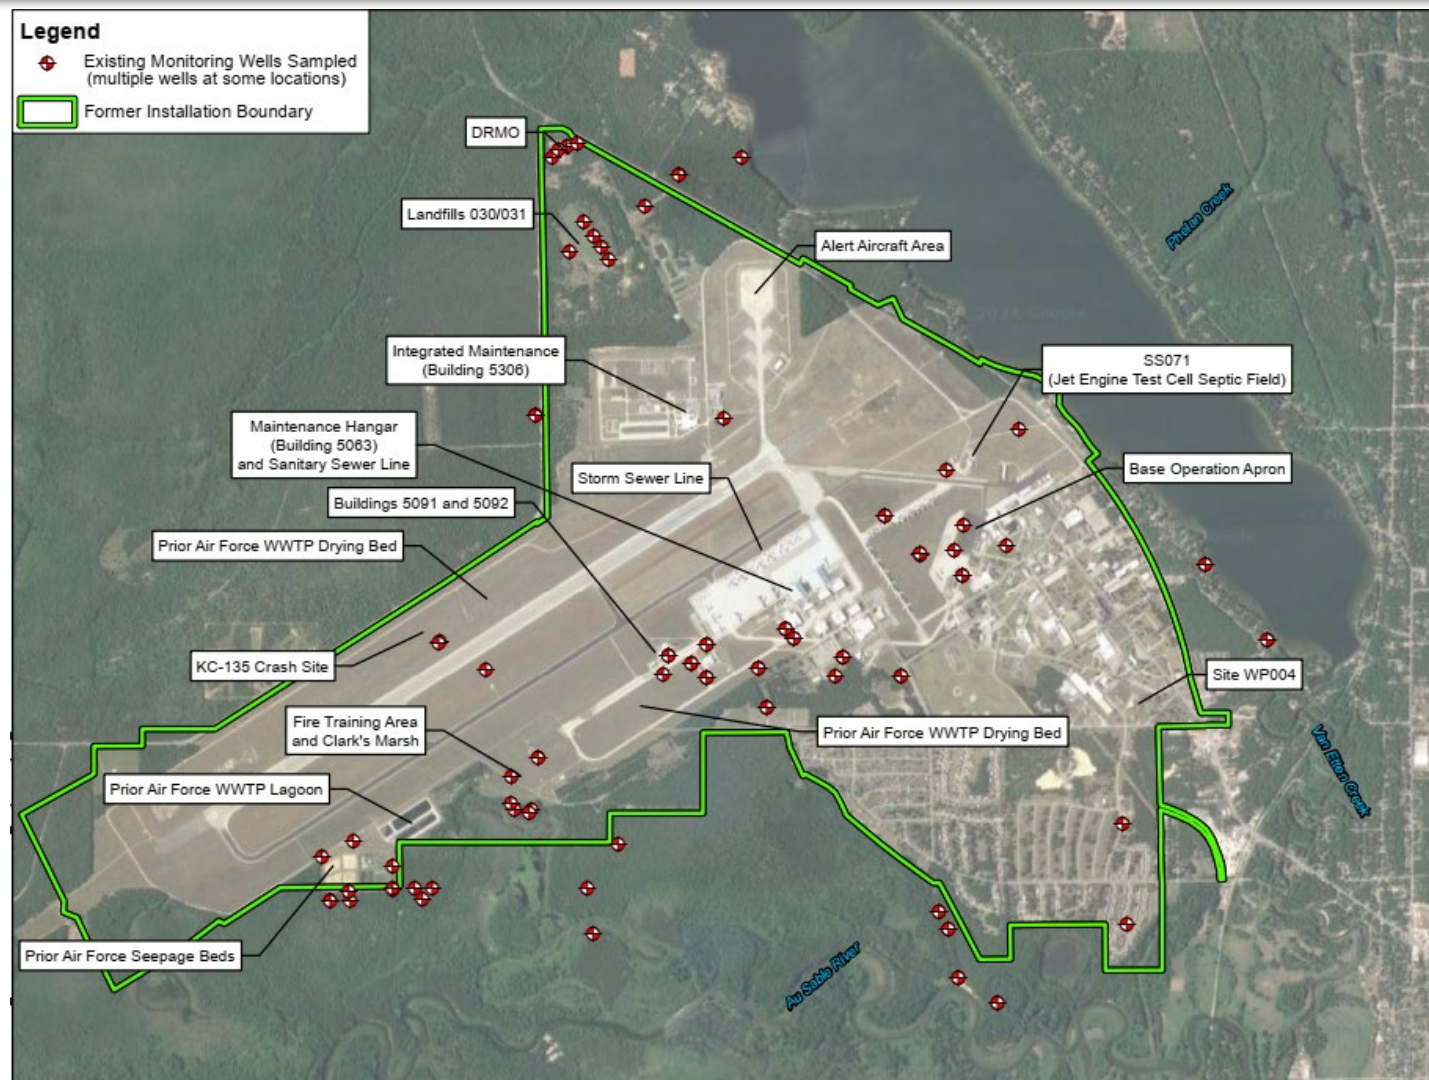 Legend
Existing Monitoring Wells Sampled
(multiple wells at some locations)
Former Installation Boundary
DRMO
Landfills 030/031
Phelan Creek
Alert Aircraft Area
Integrated Maintenance
(Building 5306)
SS071
(Jet Engine Test Cell Septic Field)
Maintenance Hangar
(Building 5063)
and Sanitary Sewer Line
Storm Sewer Line
Base Operation Apron
Buildings 5091 and 5092
Prior Air Force WWTP Drying Bed
KC-135 Crash Site
Site WP004
Fire Training Area
and Clark's Marsh
Prior Air Force WWTP Drying Bed
Van Etten Creek
Prior Air Force WWTP Lagoon
Prior Air Force Seepage Beds
Au Sable River